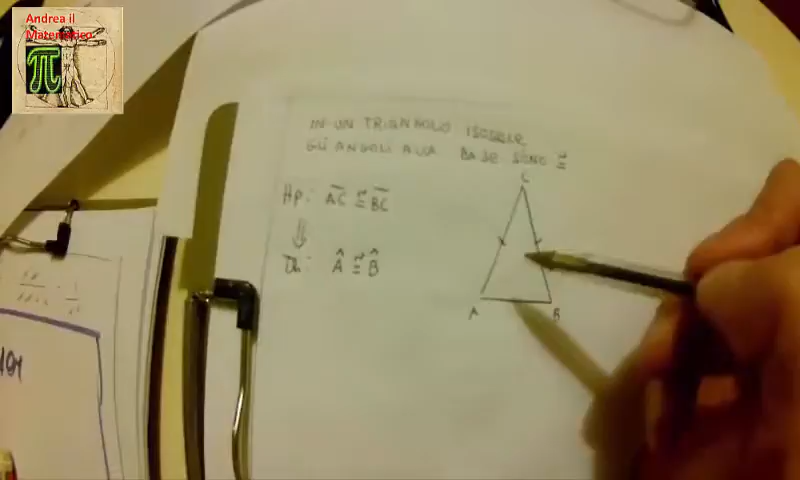 Andrea il
Matematico
π
IN UN TRIANGOLO ISOSCELE
GLI ANGOLI ALLA BASE SONO ≅
Hp: AC ≅ BC
⇓
Th: Â ≅ B̂
C
A
B